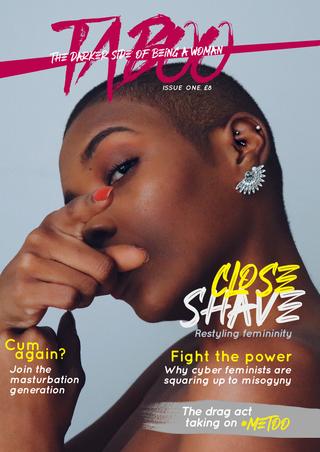 TABOO
THE DARKER SIDE OF BEING A WOMAN
ISSUE ONE. £6
CLOSE
SHAVE
Restyling femininity
Cum
again?
Join the
masturbation
generation
Fight the power
Why cyber feminists are
squaring up to misogyny
The drag act
taking on #METOO